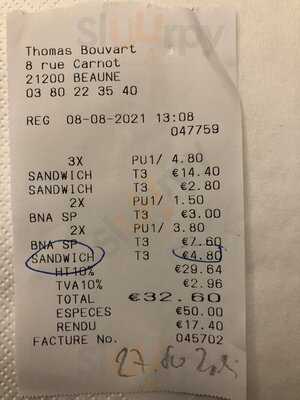 Thomas Bouvart
8 rue Carnot
21200 BEAUNE
03 80 22 35 40
REG 08-08-2021 13:08
047759
3X PU1/ 4.80
SANDWICH T3 €14.40
SANDWICH T3 €2.80
2X PU1/ 1.50
BNA SP T3 €3.00
2X PU1/ 3.80
BNA SP T3 €7.60
SANDWICH T3 €4.80
HT10% €29.64
TVA10% €2.96
TOTAL €32.60
ESPECES €50.00
RENDU €17.40
FACTURE No. 045702
27.80